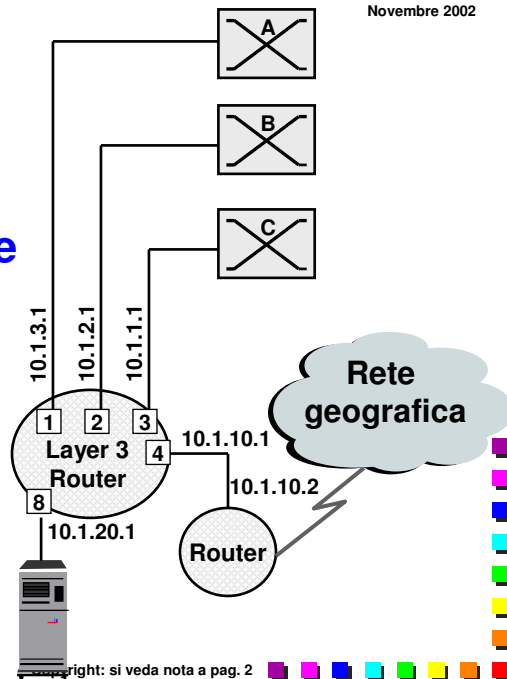 Novembre 2002
A
B
C
e
10.1.3.1
10.1.2.1
10.1.1.1
Rete
geografica
1
2
3
4
Layer 3
Router
8
10.1.10.1
10.1.10.2
10.1.20.1
Router
right: si veda nota a pag. 2